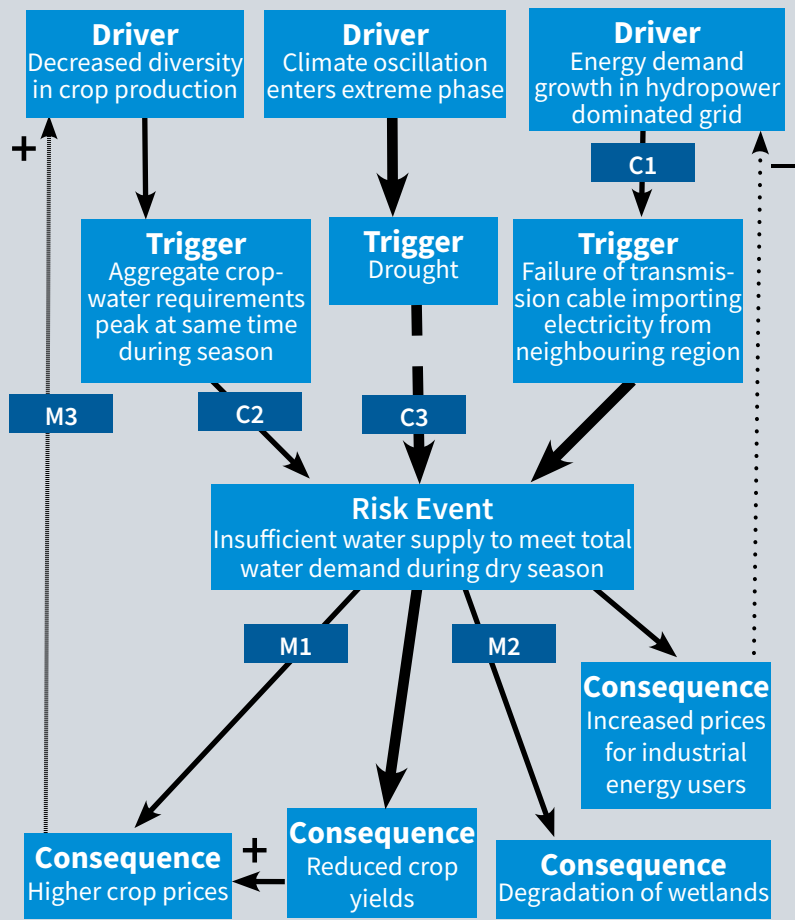 Driver
Decreased diversity
in crop production
Driver
Climate oscillation
enters extreme phase
Driver
Energy demand
growth in hydropower
dominated grid
+
C1
–
Trigger
Aggregate crop-
water requirements
peak at same time
during season
Trigger
Drought
Trigger
Failure of transmis-
sion cable importing
electricity from
neighbouring region
M3
C2
C3
Risk Event
Insufficient water supply to meet total
water demand during dry season
M1
M2
Consequence
Increased prices
for industrial
energy users
Consequence
Higher crop prices
+
Consequence
Reduced crop
yields
Consequence
Degradation of wetlands